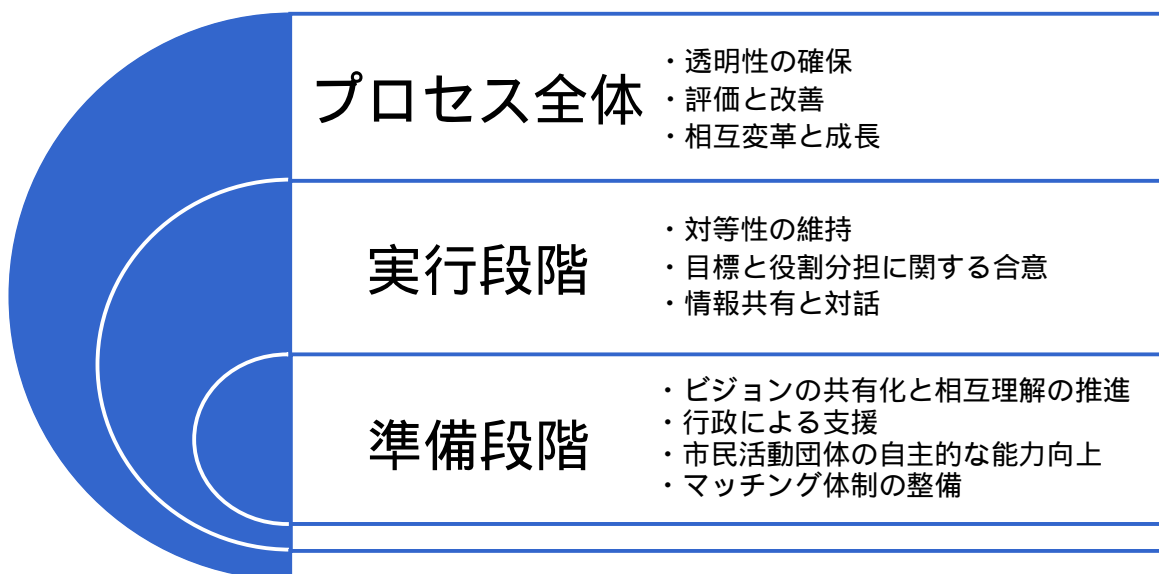 プロセス全体
・透明性の確保
・評価と改善
・相互変革と成長
実行段階
・対等性の維持
・目標と役割分担に関する合意
・情報共有と対話
準備段階
・ビジョンの共有化と相互理解の推進
・行政による支援
・市民活動団体の自主的な能力向上
・マッチング体制の整備